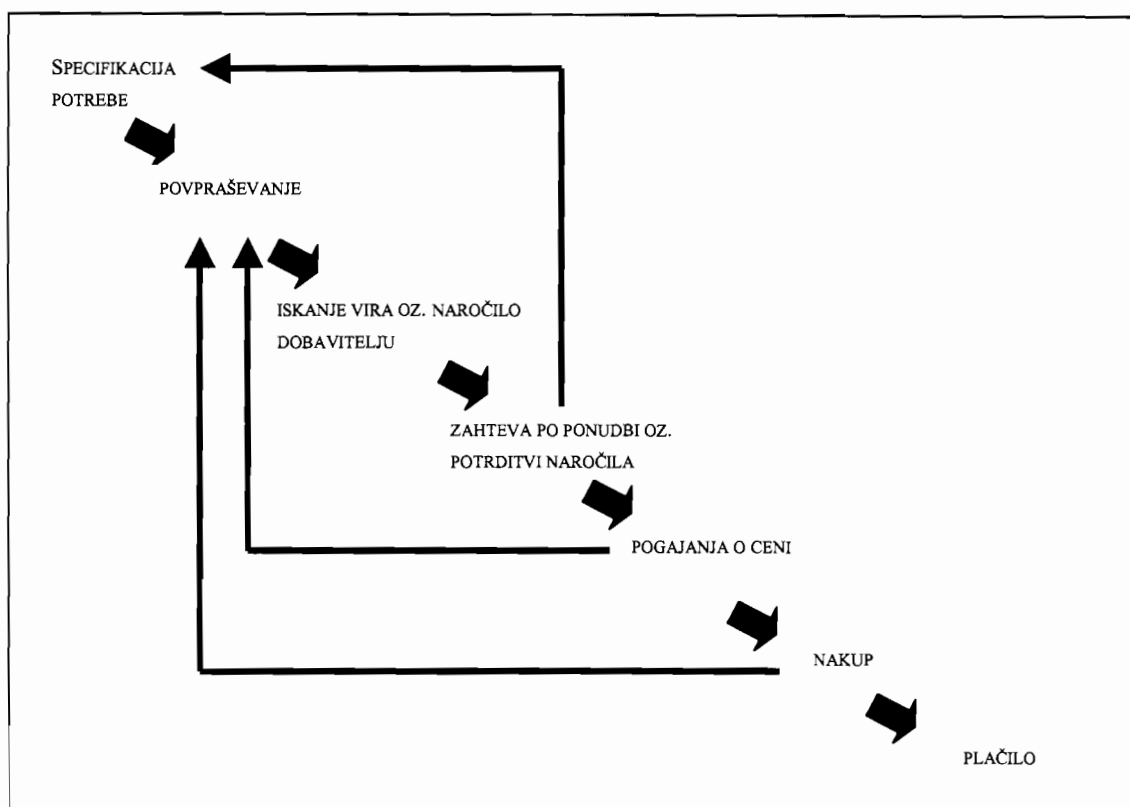 SPECIFIKACIJA
POTREBE
POVPRAŠEVANJE
ISKANJE VIRA OZ. NAROČILO
DOBAVITELJU
ZAHTEVA PO PONUDBI OZ.
POTRDITVI NAROČILA
POGAJANJA O CENI
NAKUP
PLAČILO